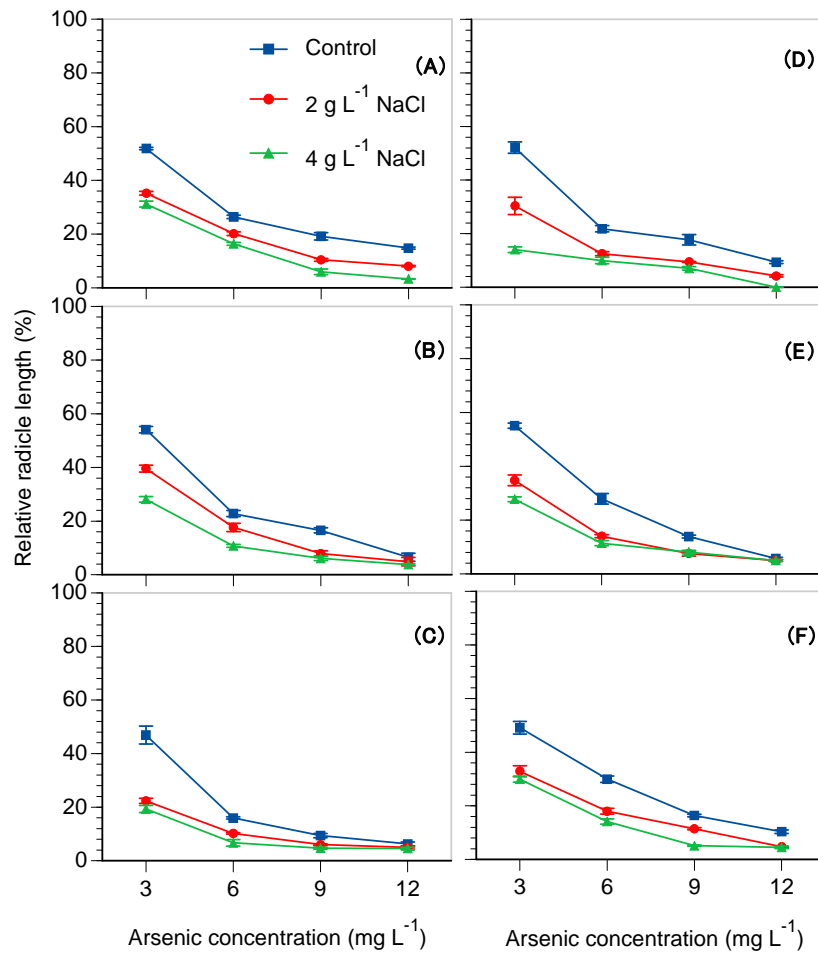 100
80
60
40
20
0
Control
2 g L⁻¹ NaCl
4 g L⁻¹ NaCl
(A)
(D)
100
80
60
40
20
0
(B)
(E)
Relative radicle length (%)
100
80
60
40
20
0
(C)
(F)
3 6 9 12
3 6 9 12
Arsenic concentration (mg L⁻¹)
Arsenic concentration (mg L⁻¹)